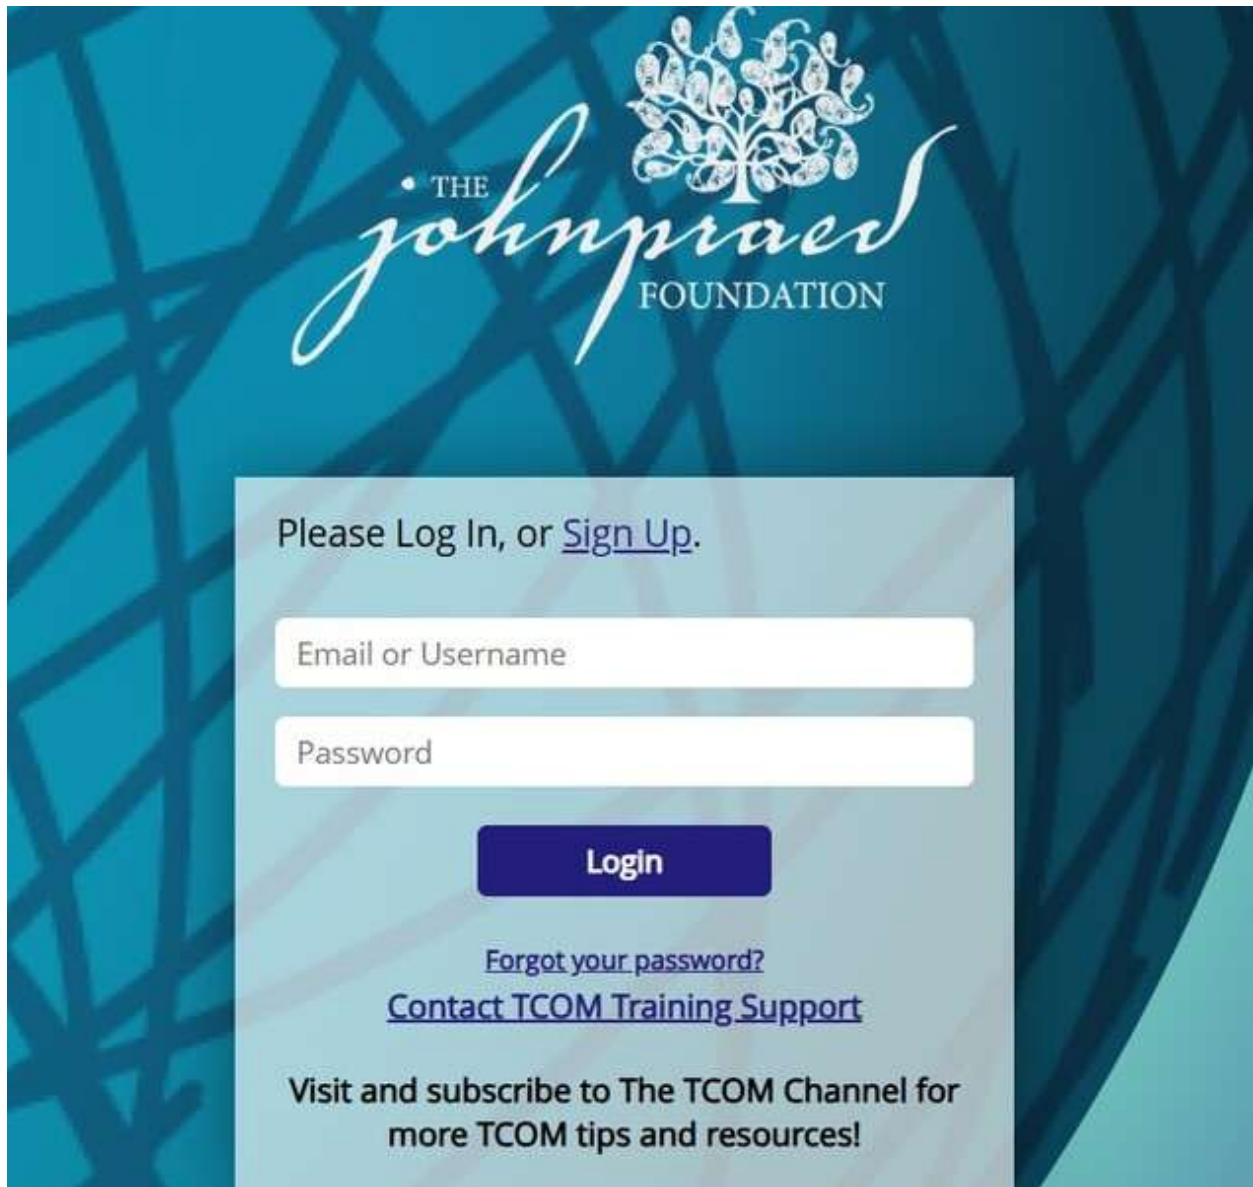 THE
johnpraed
FOUNDATION
Please Log In, or Sign Up.
Email or Username
Password
Login
Forgot your password?
Contact TCOM Training Support
Visit and subscribe to The TCOM Channel for
more TCOM tips and resources!